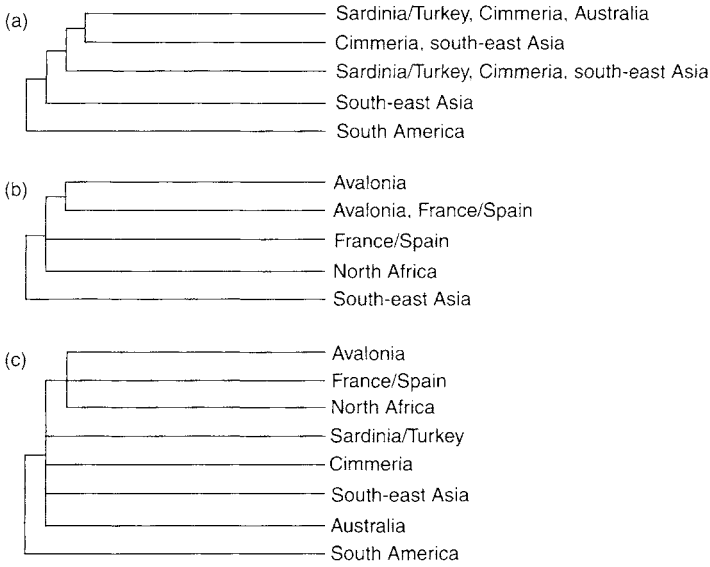 (a)
Sardinia/Turkey, Cimmeria, Australia
Cimmeria, south-east Asia
Sardinia/Turkey, Cimmeria, south-east Asia
South-east Asia
South America
(b)
Avalonia
Avalonia, France/Spain
France/Spain
North Africa
South-east Asia
(c)
Avalonia
France/Spain
North Africa
Sardinia/Turkey
Cimmeria
South-east Asia
Australia
South America